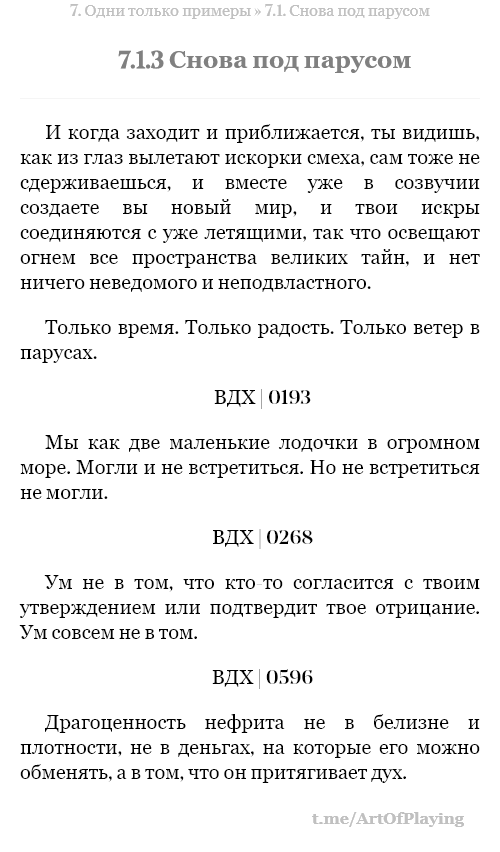 7. Одни только примеры » 7.1. Снова под парусом
7.1.3 Снова под парусом
И когда заходит и приближается, ты видишь,
как из глаз вылетают искорки смеха, сам тоже не
сдерживаешься, и вместе уже в созвучии
создаете вы новый мир, и твои искры
соединяются с уже летящими, так что освещают
огнем все пространства великих тайн, и нет
ничего неведомого и неподвластного.
Только время. Только радость. Только ветер в
парусах.
ВДХ | 0193
Мы как две маленькие лодочки в огромном
море. Могли и не встретиться. Но не встретиться
не могли.
ВДХ | 0268
Ум не в том, что кто-то согласится с твоим
утверждением или подтвердит твое отрицание.
Ум совсем не в том.
ВДХ | 0596
Драгоценность нефрита не в белизне и
плотности, не в деньгах, на которые его можно
обменять, а в том, что он притягивает дух.
t.me/ArtOfPlaying